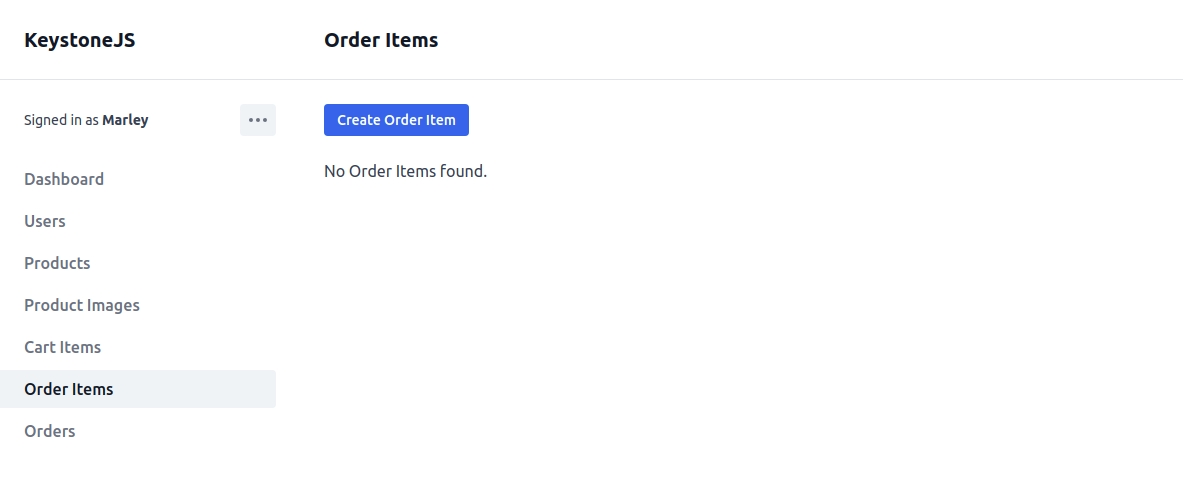 KeystoneJS
Order Items
Signed in as Marley
Create Order Item
No Order Items found.
Dashboard
Users
Products
Product Images
Cart Items
Order Items
Orders